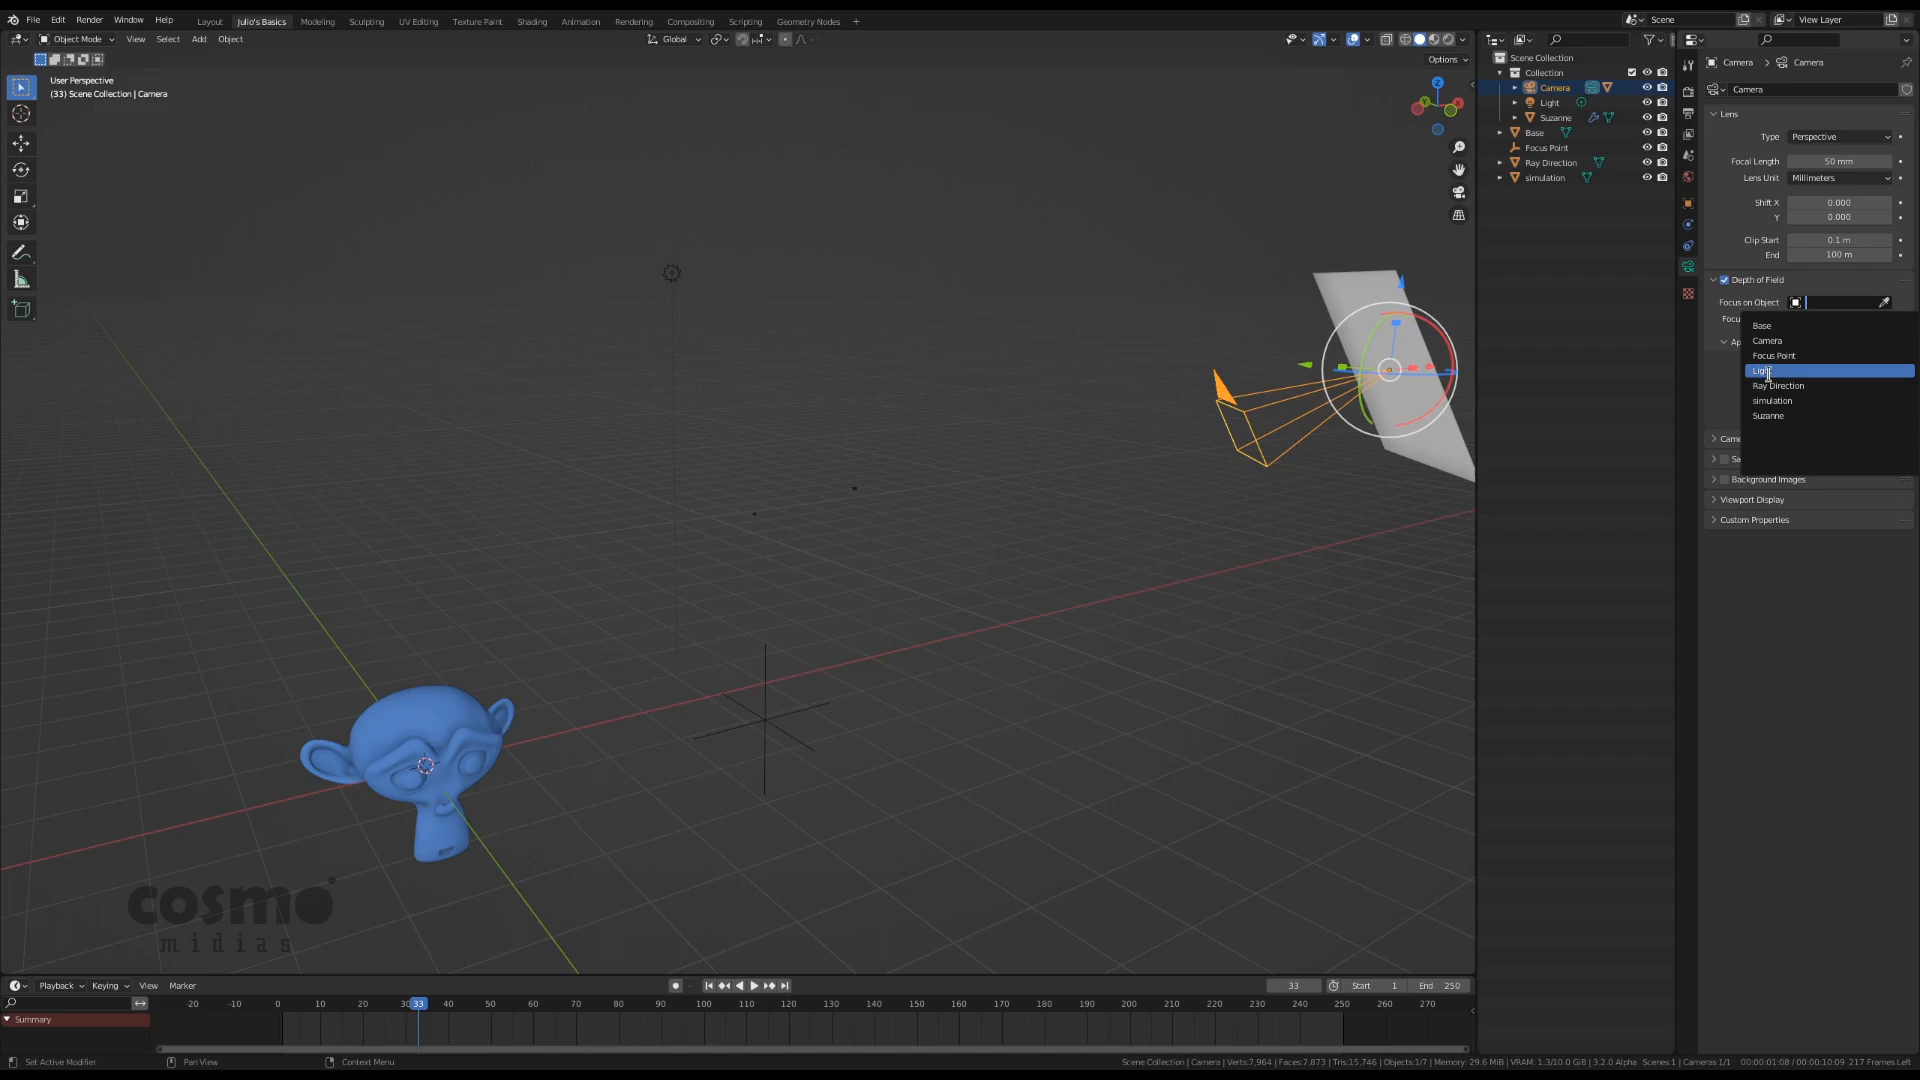 File Edit Render Window Help Layout Julio's Basics Modeling Sculpting UV Editing Texture Paint Shading Animation Rendering Compositing Scripting Geometry Nodes + Scene View Layer
Object Mode View Select Add Object Global
Options
User Perspective
(33) Scene Collection | Camera
Z
Y X
Scene Collection
Collection
Camera
Light
Suzanne
Base
Focus Point
Ray Direction
simulation
Camera > Camera
Camera
Lens
Type Perspective
Focal Length 50 mm
Lens Unit Millimeters
Shift X 0.000
Y 0.000
Clip Start 0.1 m
End 100 m
Depth of Field
Focus on Object
Focu
Base
Camera
Focus Point
Light
Ray Direction
simulation
Suzanne
Ap
Came
Sa
Background Images
Viewport Display
Custom Properties
cosmo
midias
Playback Keying View Marker 33 Start 1 End 250
-20 -10 0 10 20 30 33 40 50 60 70 80 90 100 110 120 130 140 150 160 170 180 190 200 210 220 230 240 250 260 270
Summary
Set Active Modifier Pan View Context Menu Scene Collection | Camera | Verts:7,964 | Faces:7,873 | Tris:15,746 | Objects:1/7 | Memory: 29.6 MiB | VRAM: 1.3/10.0 GiB | 3.2.0 Alpha Scenes:1 | Cameras:1/1 00:00:01:08 / 00:00:10:09 217 Frames Left